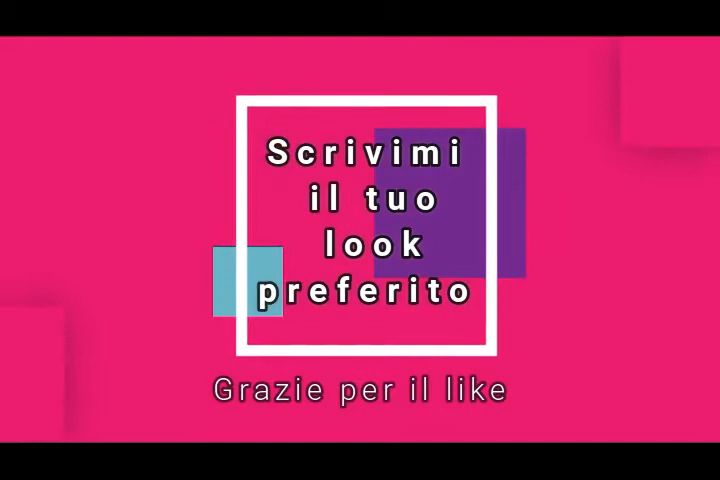 Scrivimi
il tuo
look
preferito
Grazie per il like